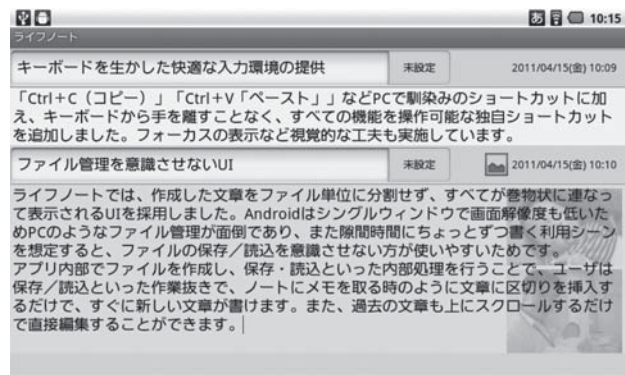 あ 10:15
ライフノート
キーボードを生かした快適な入力環境の提供 未設定 2011/04/15(金) 10:09
「Ctrl+C（コピー）」「Ctrl+V「ペースト」」などPCで馴染みのショートカットに加
え、キーボードから手を離すことなく、すべての機能を操作可能な独自ショートカット
を追加しました。フォーカスの表示など視覚的な工夫も実施しています。
ファイル管理を意識させないUI 未設定 2011/04/15(金) 10:10
ライフノートでは、作成した文章をファイル単位に分割せず、すべてが巻物状に連なっ
て表示されるUIを採用しました。Androidはシングルウィンドウで画面解像度も低いた
めPCのようなファイル管理が面倒であり、また隙間時間にちょっとずつ書く利用シーン
を想定すると、ファイルの保存／読込を意識させない方が使いやすいためです。
アプリ内部でファイルを作成し、保存・読込といった内部処理を行うことで、ユーザは
保存／読込といった作業抜きで、ノートにメモを取る時のように文章に区切りを挿入す
るだけで、すぐに新しい文章が書けます。また、過去の文章も上にスクロールするだけ
で直接編集することができます。